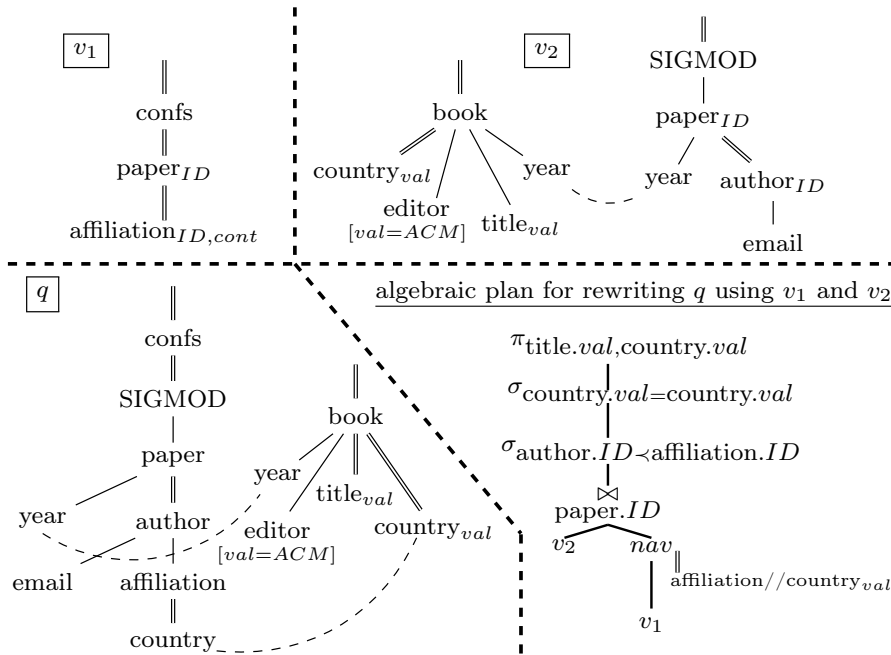 v₁
confs
paper_ID
affiliation_ID,cont
v₂
book
country_val
editor
[val=ACM]
title_val
year
SIGMOD
paper_ID
year
author_ID
email
q
confs
SIGMOD
paper
year
author
email
affiliation
country
book
year
editor
[val=ACM]
title_val
country_val
algebraic plan for rewriting q using v₁ and v₂
π title.val,country.val
σ country.val=country.val
σ author.ID≺affiliation.ID
⋈
paper.ID
v₂ nav
affiliation//country_val
v₁